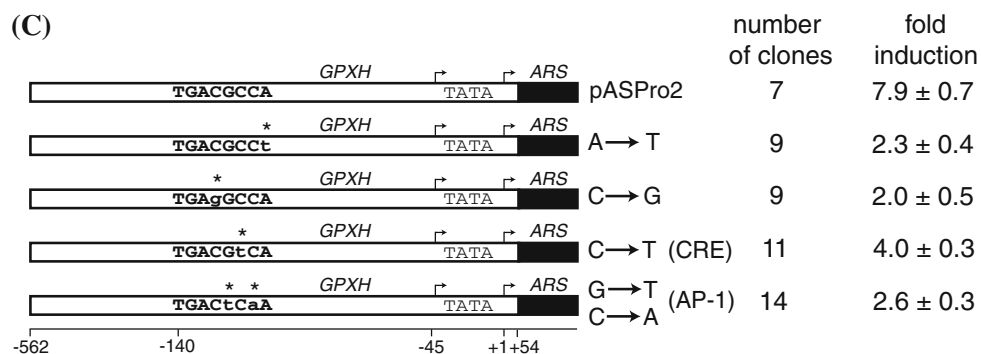 (C)
number of clones
fold induction
GPXH ARS
TGACGCCA TATA pASPro2 7 7.9 ± 0.7
*
GPXH ARS
TGACGCCt TATA A→T 9 2.3 ± 0.4
*
GPXH ARS
TGAgGCCA TATA C→G 9 2.0 ± 0.5
*
GPXH ARS
TGACGtCA TATA C→T (CRE) 11 4.0 ± 0.3
* *
GPXH ARS
TGACtCaA TATA G→T C→A (AP-1) 14 2.6 ± 0.3
-562 -140 -45 +1 +54